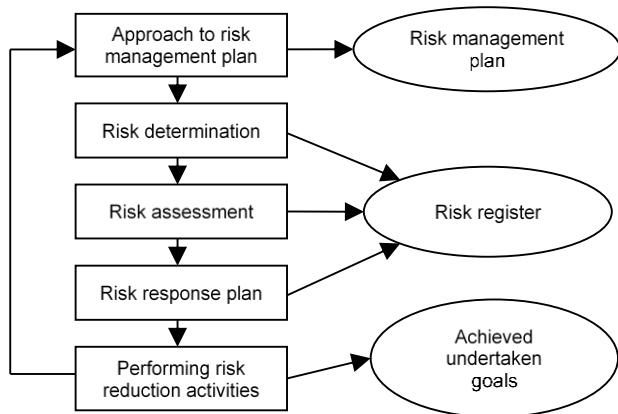 Approach to risk
management plan
Risk management
plan
Risk determination
Risk assessment
Risk register
Risk response plan
Performing risk
reduction activities
Achieved
undertaken
goals